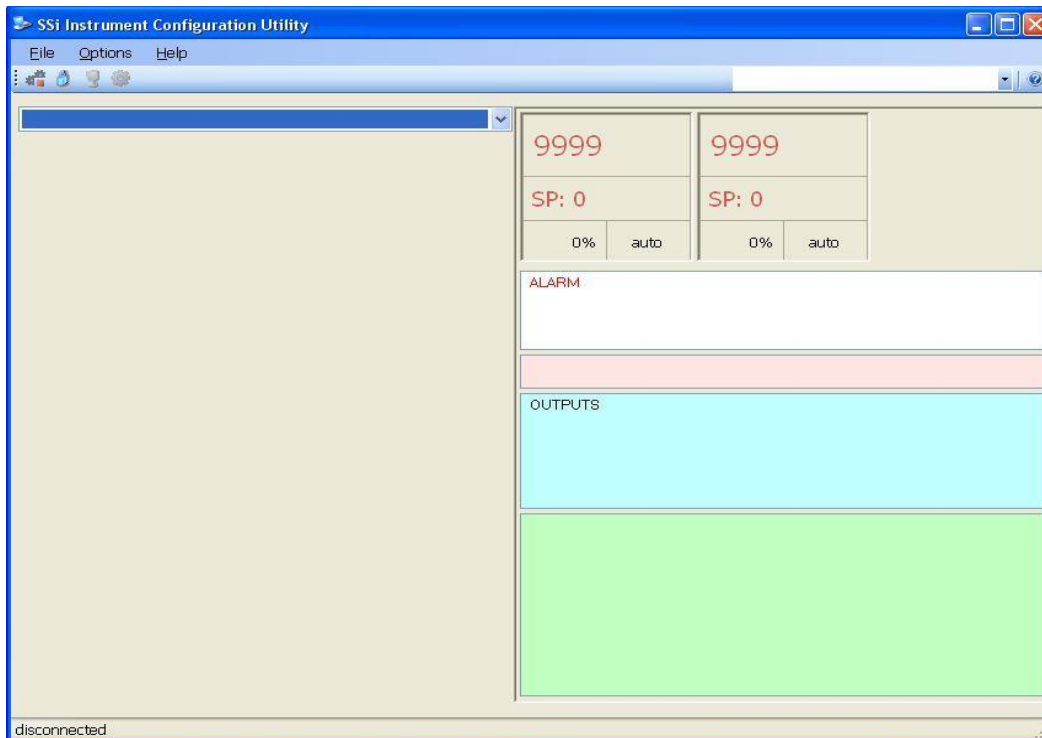 SSi Instrument Configuration Utility
File Options Help
9999 9999
SP: 0 SP: 0
0% auto 0% auto
ALARM
OUTPUTS
disconnected